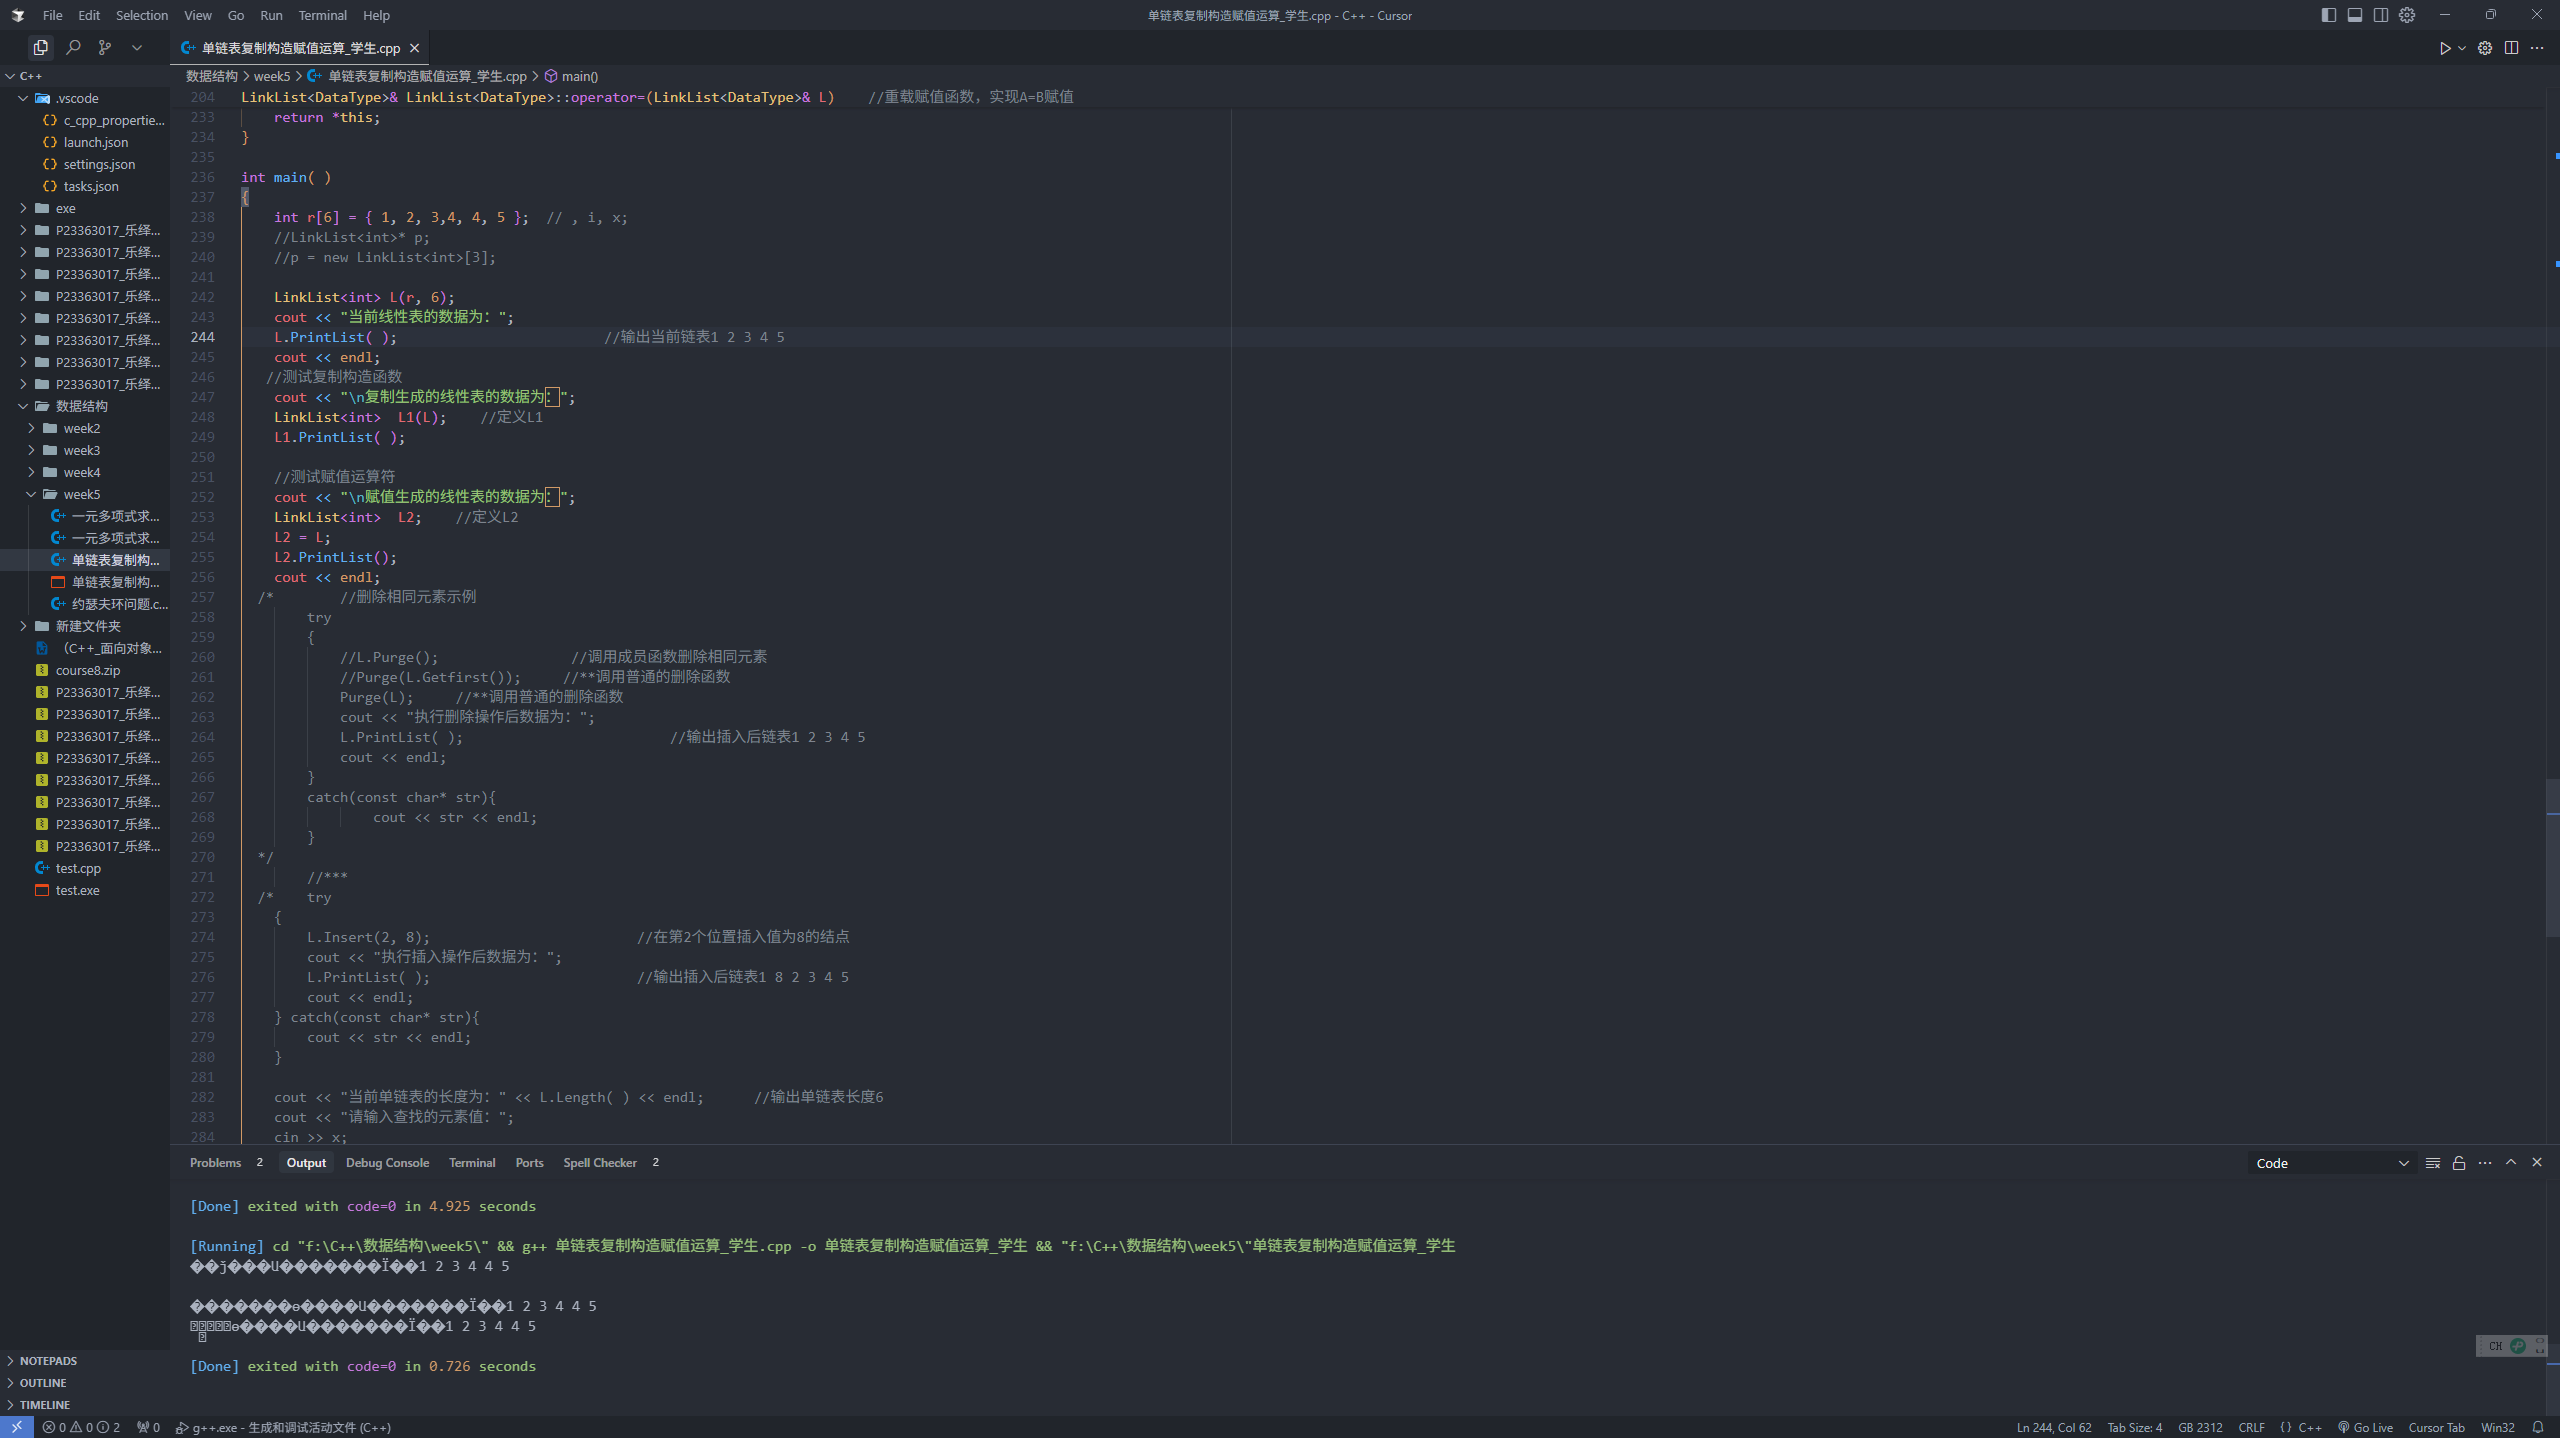 File Edit Selection View Go Run Terminal Help
单链表复制构造赋值运算_学生.cpp - C++ - Cursor
单链表复制构造赋值运算_学生.cpp
C++
.vscode
c_cpp_propertie...
launch.json
settings.json
tasks.json
exe
P23363017_乐绎...
P23363017_乐绎...
P23363017_乐绎...
P23363017_乐绎...
P23363017_乐绎...
P23363017_乐绎...
P23363017_乐绎...
P23363017_乐绎...
数据结构
week2
week3
week4
week5
一元多项式求...
一元多项式求...
单链表复制构...
单链表复制构...
约瑟夫环问题.c...
新建文件夹
（C++_面向对象...
course8.zip
P23363017_乐绎...
P23363017_乐绎...
P23363017_乐绎...
P23363017_乐绎...
P23363017_乐绎...
P23363017_乐绎...
P23363017_乐绎...
P23363017_乐绎...
test.cpp
test.exe
NOTEPADS
OUTLINE
TIMELINE
数据结构 > week5 > 单链表复制构造赋值运算_学生.cpp > main()
204 LinkList<DataType>& LinkList<DataType>::operator=(LinkList<DataType>& L) //重载赋值函数，实现A=B赋值
233 return *this;
234 }
235
236 int main( )
237 {
238 int r[6] = { 1, 2, 3,4, 4, 5 }; // , i, x;
239 //LinkList<int>* p;
240 //p = new LinkList<int>[3];
241
242 LinkList<int> L(r, 6);
243 cout << "当前线性表的数据为：";
244 L.PrintList( ); //输出当前链表1 2 3 4 5
245 cout << endl;
246 //测试复制构造函数
247 cout << "\n复制生成的线性表的数据为：";
248 LinkList<int> L1(L); //定义L1
249 L1.PrintList( );
250
251 //测试赋值运算符
252 cout << "\n赋值生成的线性表的数据为：";
253 LinkList<int> L2; //定义L2
254 L2 = L;
255 L2.PrintList();
256 cout << endl;
257 /* //删除相同元素示例
258 try
259 {
260 //L.Purge(); //调用成员函数删除相同元素
261 //Purge(L.Getfirst()); //**调用普通的删除函数
262 Purge(L); //**调用普通的删除函数
263 cout << "执行删除操作后数据为：";
264 L.PrintList( ); //输出插入后链表1 2 3 4 5
265 cout << endl;
266 }
267 catch(const char* str){
268 cout << str << endl;
269 }
270 */
271 //***
272 /* try
273 {
274 L.Insert(2, 8); //在第2个位置插入值为8的结点
275 cout << "执行插入操作后数据为：";
276 L.PrintList( ); //输出插入后链表1 8 2 3 4 5
277 cout << endl;
278 } catch(const char* str){
279 cout << str << endl;
280 }
281
282 cout << "当前单链表的长度为：" << L.Length( ) << endl; //输出单链表长度6
283 cout << "请输入查找的元素值：";
284 cin >> x;
Problems 2 Output Debug Console Terminal Ports Spell Checker 2
Code
[Done] exited with code=0 in 4.925 seconds
[Running] cd "f:\C++\数据结构\week5\" && g++ 单链表复制构造赋值运算_学生.cpp -o 单链表复制构造赋值运算_学生 && "f:\C++\数据结构\week5\"单链表复制构造赋值运算_学生
1 2 3 4 4 5
1 2 3 4 4 5
1 2 3 4 4 5
[Done] exited with code=0 in 0.726 seconds
CH
0 0 2 0 g++.exe - 生成和调试活动文件 (C++)
Ln 244, Col 62 Tab Size: 4 GB 2312 CRLF {} C++ Go Live Cursor Tab Win32